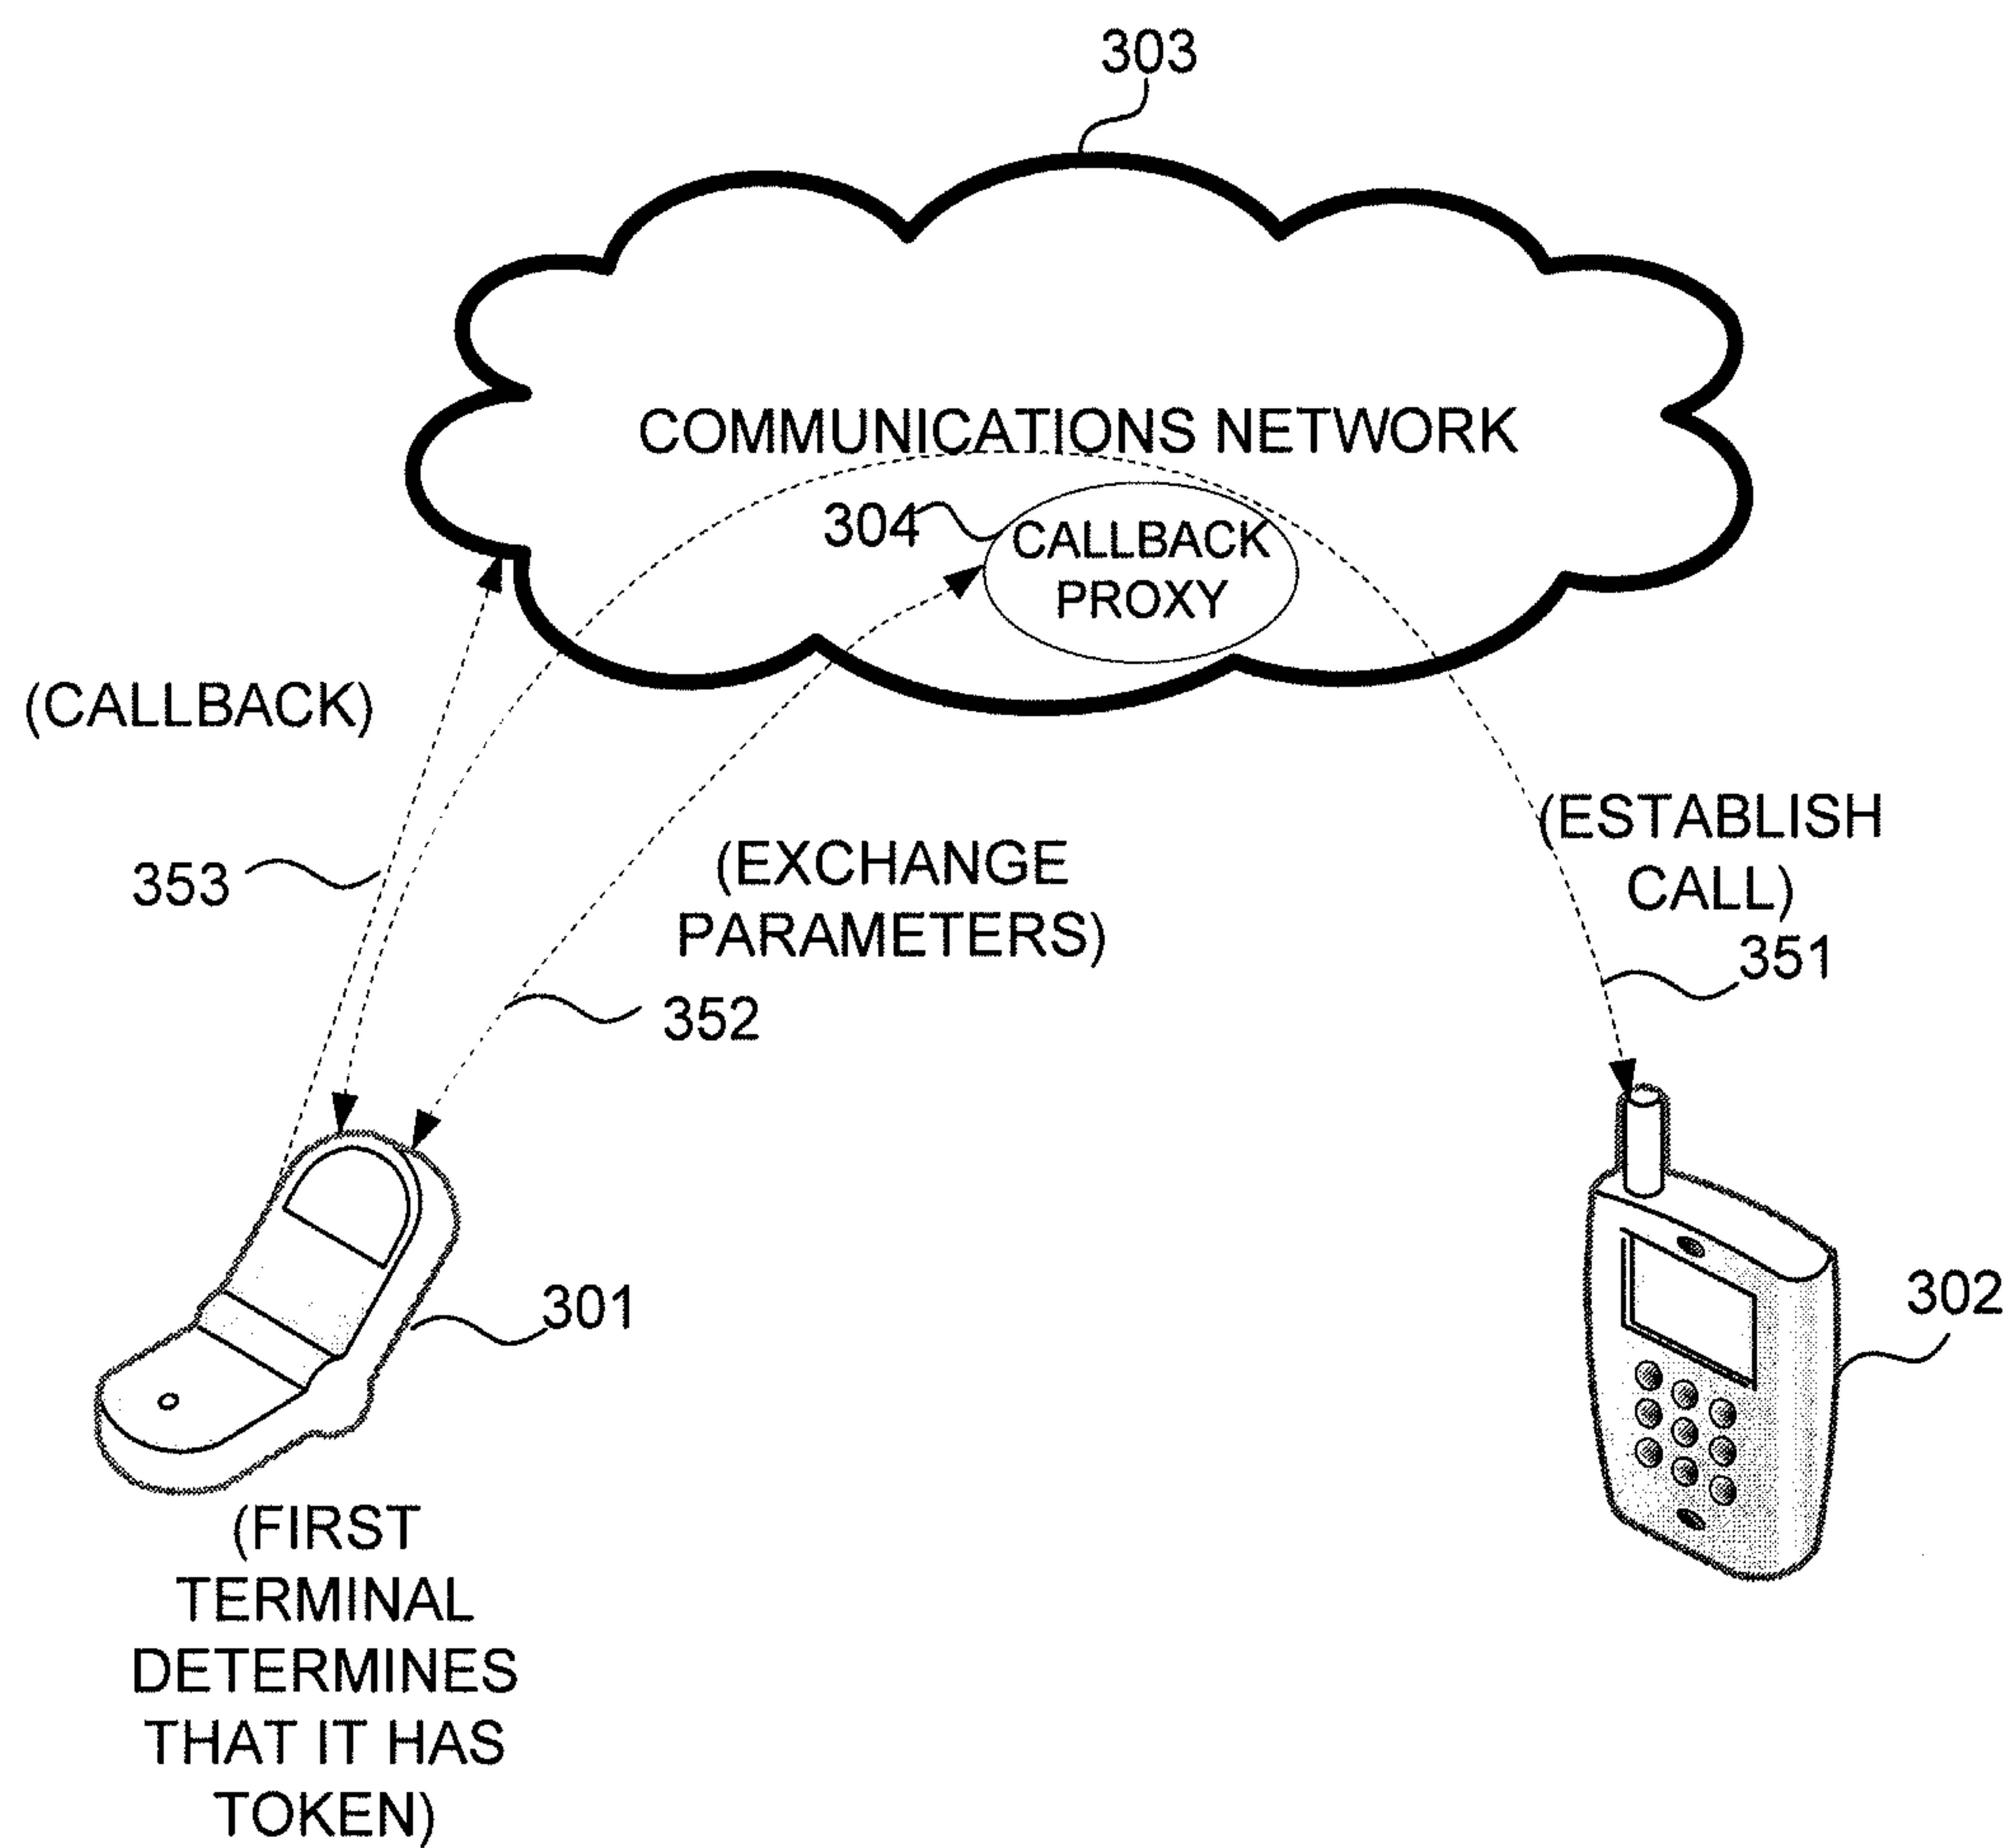 303
COMMUNICATIONS NETWORK
304
CALLBACK
PROXY
(CALLBACK)
353
(EXCHANGE
PARAMETERS)
352
(ESTABLISH
CALL)
351
301
302
(FIRST
TERMINAL
DETERMINES
THAT IT HAS
TOKEN)